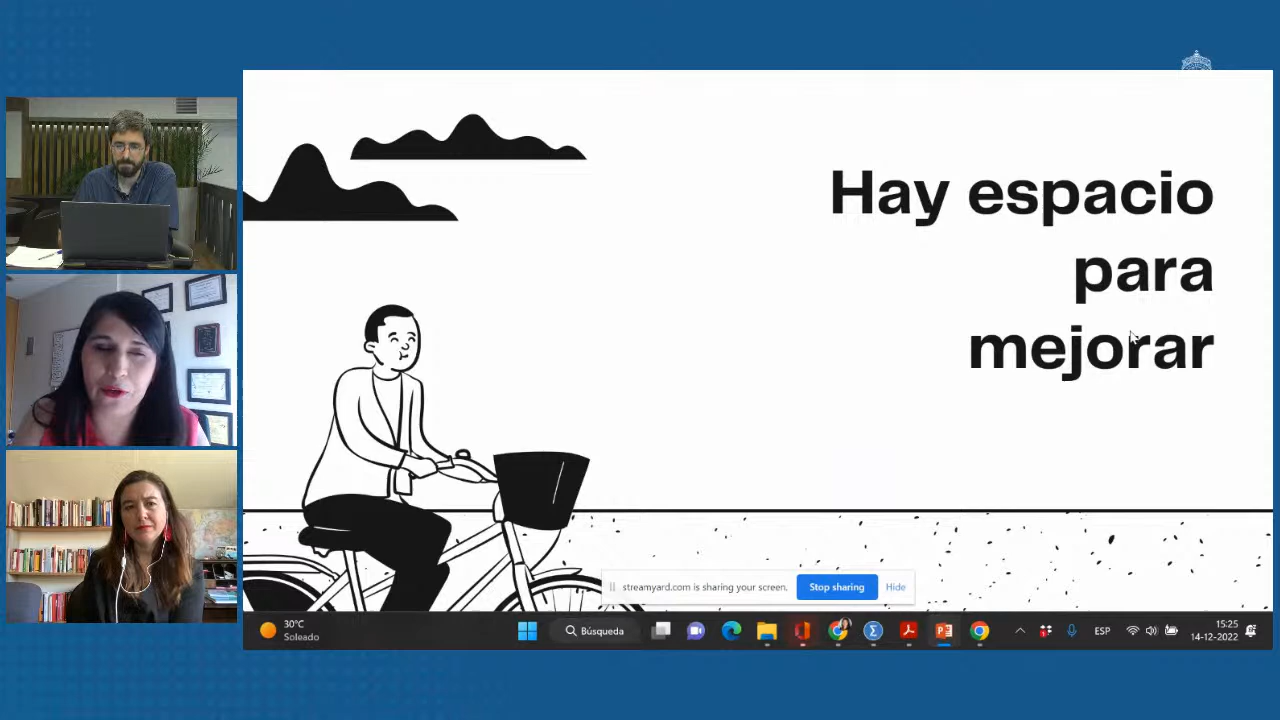 Hay espacio
para
mejorar
streamyard.com is sharing your screen.
Stop sharing
Hide
30°C
Soleado
Búsqueda
ESP
15:25
14-12-2022